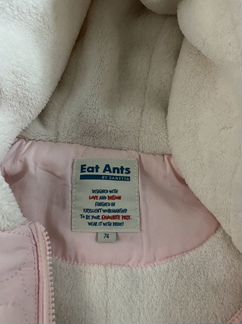 Eat Ants
BY SANETTA
DESIGNED WITH
LOVE AND PASSION
FINISHED IN
EXCELLENT WORKMANSHIP
TO BE YOUR FAVOURITE PIECE.
WEAR IT WITH PRIDE!
74